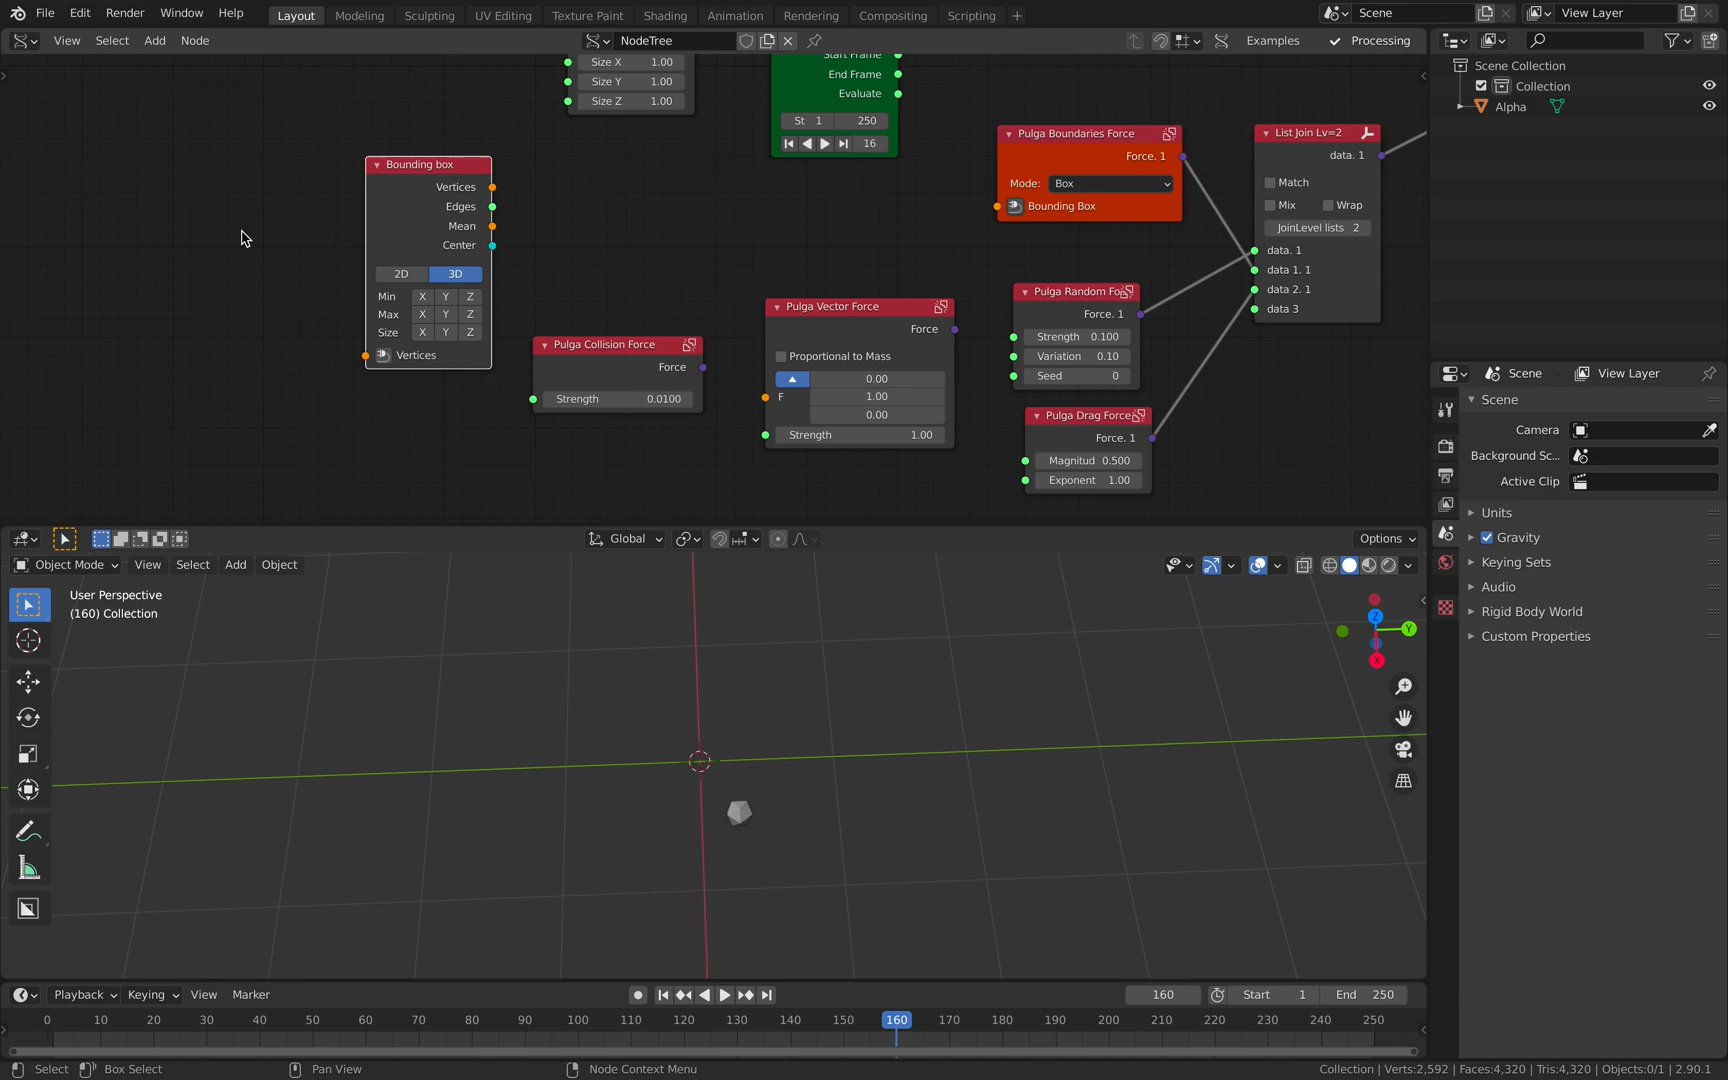 File Edit Render Window Help Layout Modeling Sculpting UV Editing Texture Paint Shading Animation Rendering Compositing Scripting + Scene View Layer
View Select Add Node NodeTree Examples Processing
Scene Collection
Collection
Alpha
Size X 1.00
Size Y 1.00
Size Z 1.00
Start Frame
End Frame
Evaluate
St 1 250
16
Bounding box
Vertices
Edges
Mean
Center
2D 3D
Min X Y Z
Max X Y Z
Size X Y Z
Vertices
Pulga Collision Force
Force
Strength 0.0100
Pulga Vector Force
Force
Proportional to Mass
0.00
F 1.00
0.00
Strength 1.00
Pulga Boundaries Force
Force. 1
Mode: Box
Bounding Box
Pulga Random Fo
Force. 1
Strength 0.100
Variation 0.10
Seed 0
Pulga Drag Force
Force. 1
Magnitud 0.500
Exponent 1.00
List Join Lv=2
data. 1
Match
Mix Wrap
JoinLevel lists 2
data. 1
data 1. 1
data 2. 1
data 3
Scene View Layer
Scene
Camera
Background Sc...
Active Clip
Units
Gravity
Keying Sets
Audio
Rigid Body World
Custom Properties
Global Options
Object Mode View Select Add Object
User Perspective
(160) Collection
Z
Y
X
Playback Keying View Marker 160 Start 1 End 250
0 10 20 30 40 50 60 70 80 90 100 110 120 130 140 150 160 170 180 190 200 210 220 230 240 250
Select Box Select Pan View Node Context Menu Collection | Verts:2,592 | Faces:4,320 | Tris:4,320 | Objects:0/1 | 2.90.1